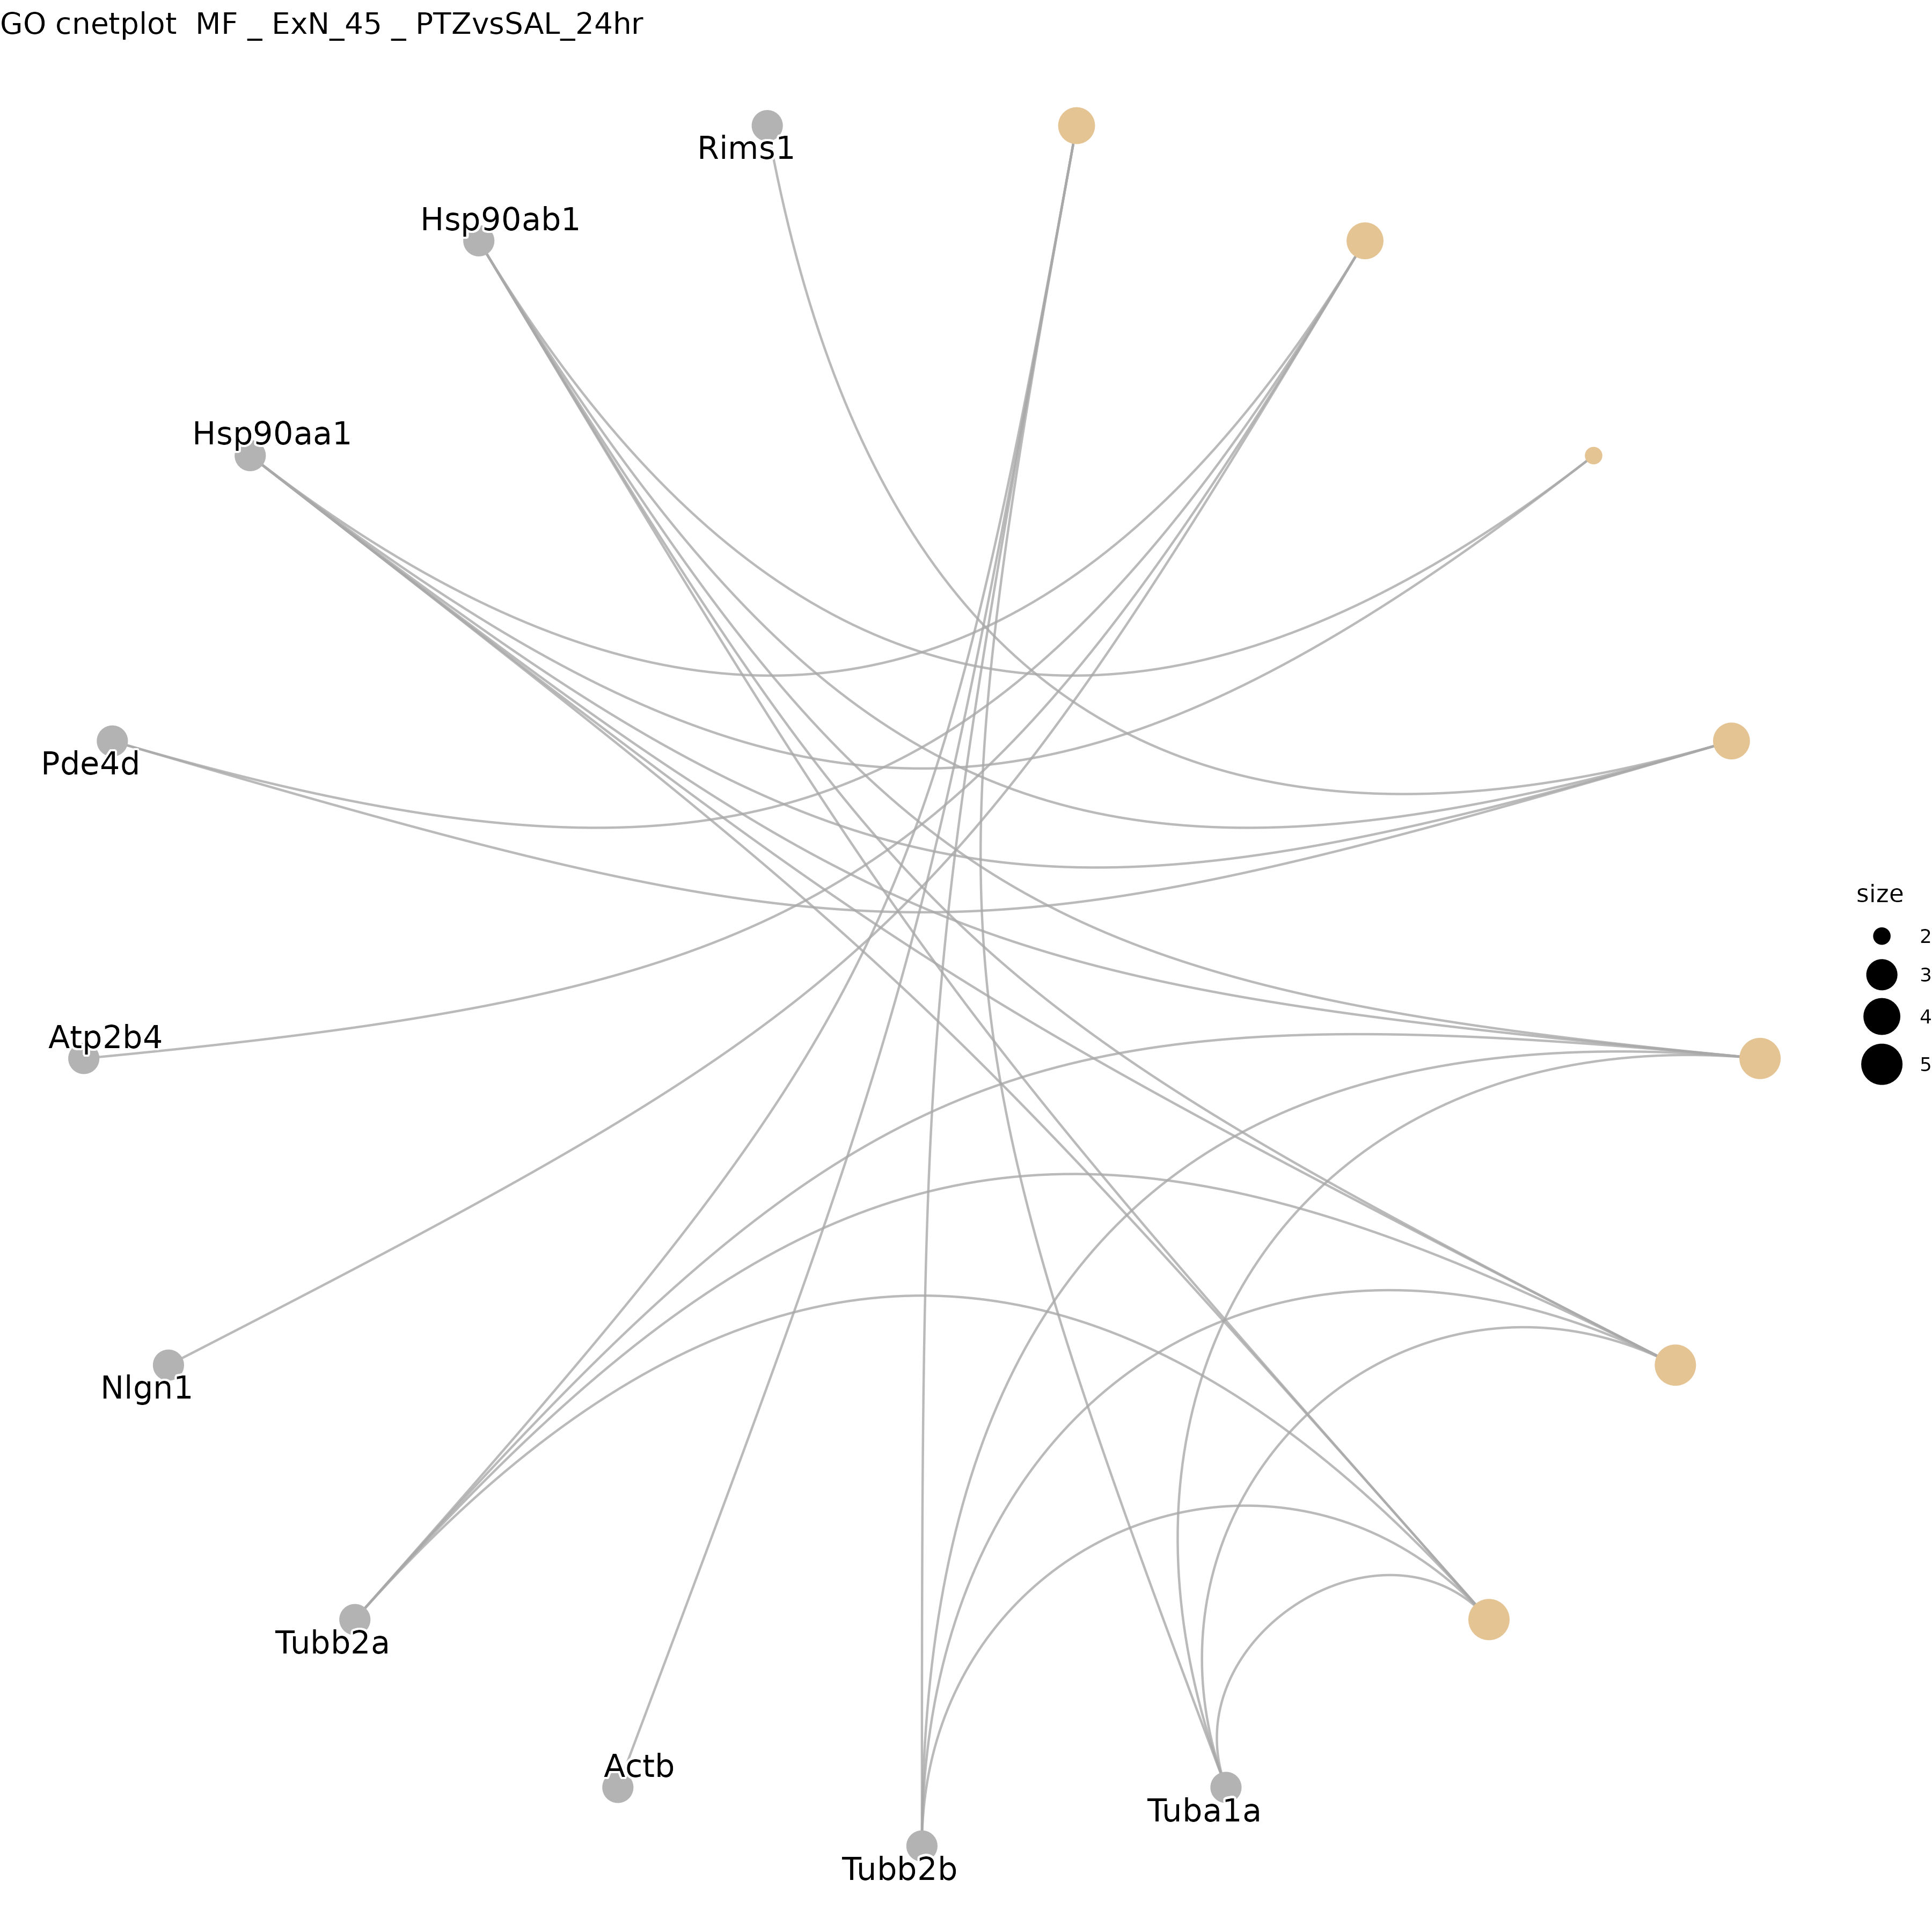 GO cnetplot  MF _ ExN_45 _ PTZvsSAL_24hr
Rims1
Hsp90ab1
Hsp90aa1
Pde4d
size
2
3
4
5
Atp2b4
Nlgn1
Tubb2a
Actb
Tuba1a
Tubb2b